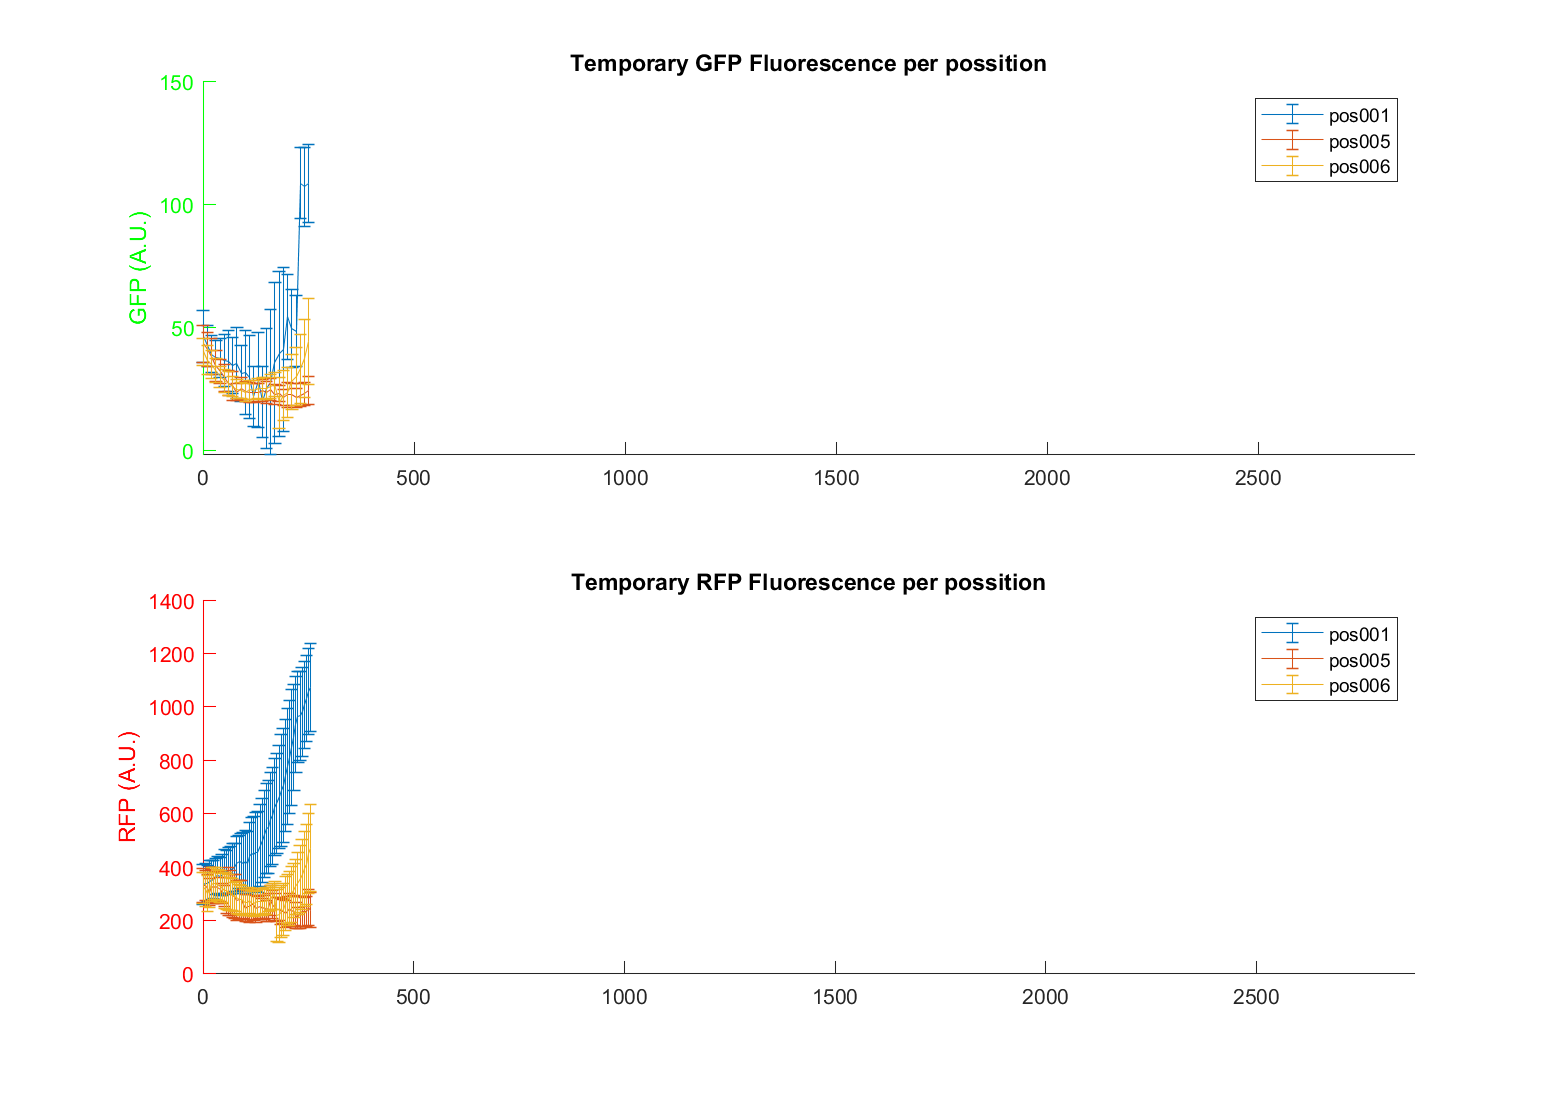 Temporary GFP Fluorescence per possition
150
100
50
0
GFP (A.U.)
pos001
pos005
pos006
0 500 1000 1500 2000 2500
Temporary RFP Fluorescence per possition
1400
1200
1000
800
600
400
200
0
RFP (A.U.)
pos001
pos005
pos006
0 500 1000 1500 2000 2500